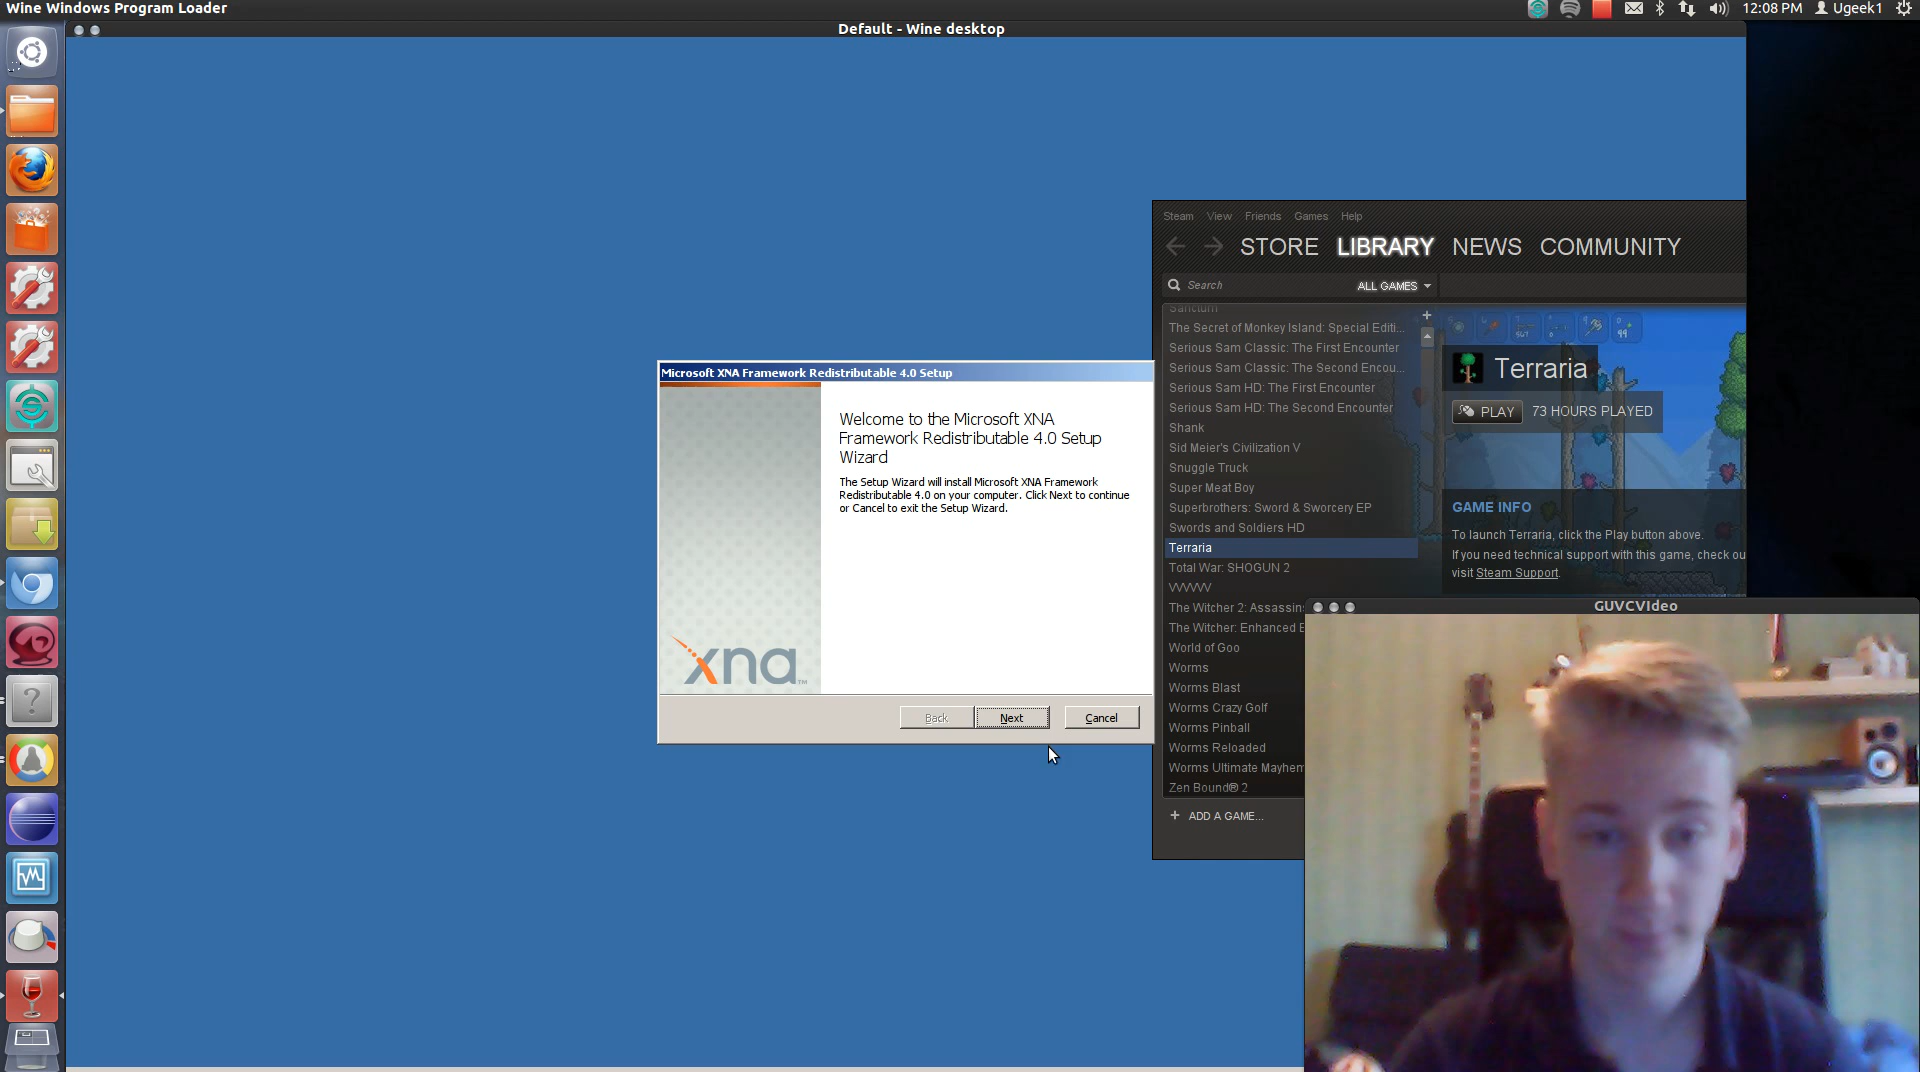 Wine Windows Program Loader
12:08 PM
Ugeek1
Default - Wine desktop
Steam View Friends Games Help
STORE LIBRARY NEWS COMMUNITY
Search
ALL GAMES
Sanctum
The Secret of Monkey Island: Special Editi...
Serious Sam Classic: The First Encounter
Serious Sam Classic: The Second Encou...
Serious Sam HD: The First Encounter
Serious Sam HD: The Second Encounter
Shank
Sid Meier's Civilization V
Snuggle Truck
Super Meat Boy
Superbrothers: Sword & Sworcery EP
Swords and Soldiers HD
Terraria
Total War: SHOGUN 2
VVVVVV
The Witcher 2: Assassin
The Witcher: Enhanced E
World of Goo
Worms
Worms Blast
Worms Crazy Golf
Worms Pinball
Worms Reloaded
Worms Ultimate Mayhem
Zen Bound® 2
+ ADD A GAME...
Terraria
PLAY 73 HOURS PLAYED
GAME INFO
To launch Terraria, click the Play button above.
If you need technical support with this game, check ou
visit Steam Support.
Microsoft XNA Framework Redistributable 4.0 Setup
Welcome to the Microsoft XNA
Framework Redistributable 4.0 Setup
Wizard
The Setup Wizard will install Microsoft XNA Framework
Redistributable 4.0 on your computer. Click Next to continue
or Cancel to exit the Setup Wizard.
xna™
Back Next Cancel
GUVCVIdeo